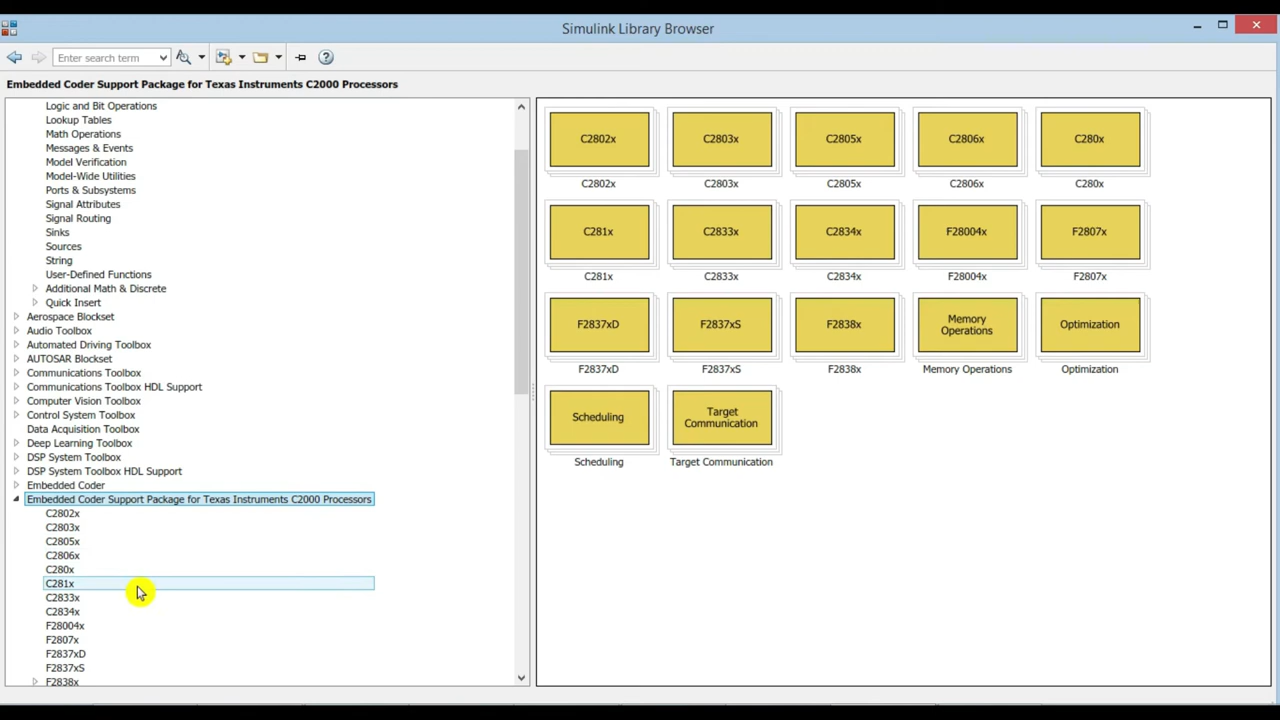 Simulink Library Browser
Enter search term
Embedded Coder Support Package for Texas Instruments C2000 Processors
Logic and Bit Operations
Lookup Tables
Math Operations
Messages & Events
Model Verification
Model-Wide Utilities
Ports & Subsystems
Signal Attributes
Signal Routing
Sinks
Sources
String
User-Defined Functions
Additional Math & Discrete
Quick Insert
Aerospace Blockset
Audio Toolbox
Automated Driving Toolbox
AUTOSAR Blockset
Communications Toolbox
Communications Toolbox HDL Support
Computer Vision Toolbox
Control System Toolbox
Data Acquisition Toolbox
Deep Learning Toolbox
DSP System Toolbox
DSP System Toolbox HDL Support
Embedded Coder
Embedded Coder Support Package for Texas Instruments C2000 Processors
C2802x
C2803x
C2805x
C2806x
C280x
C281x
C2833x
C2834x
F28004x
F2807x
F2837xD
F2837xS
F2838x
C2802x C2803x C2805x C2806x C280x
C2802x C2803x C2805x C2806x C280x
C281x C2833x C2834x F28004x F2807x
C281x C2833x C2834x F28004x F2807x
F2837xD F2837xS F2838x Memory Operations Optimization
F2837xD F2837xS F2838x Memory Operations Optimization
Scheduling Target Communication
Scheduling Target Communication